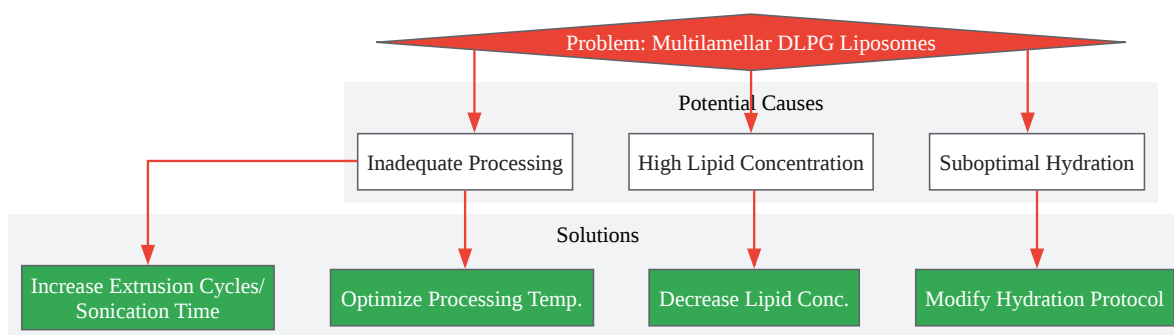 Problem: Multilamellar DLPG Liposomes
Potential Causes
Inadequate Processing
High Lipid Concentration
Suboptimal Hydration
Solutions
Increase Extrusion Cycles/
Sonication Time
Optimize Processing Temp.
Decrease Lipid Conc.
Modify Hydration Protocol